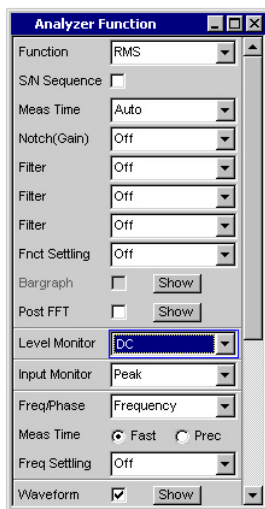 Analyzer Function
Function RMS
S/N Sequence
Meas Time Auto
Notch(Gain) Off
Filter Off
Filter Off
Filter Off
Fnct Settling Off
Bargraph Show
Post FFT Show
Level Monitor DC
Input Monitor Peak
Freq/Phase Frequency
Meas Time Fast Prec
Freq Settling Off
Waveform Show